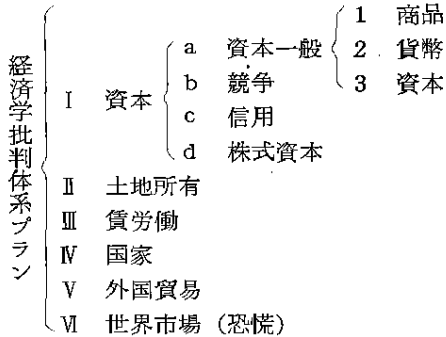 経済学批判体系プラン
Ⅰ 資本
a 資本一般
1 商品
2 貨幣
3 資本
b 競争
c 信用
d 株式資本
Ⅱ 土地所有
Ⅲ 賃労働
Ⅳ 国家
Ⅴ 外国貿易
Ⅵ 世界市場（恐慌）